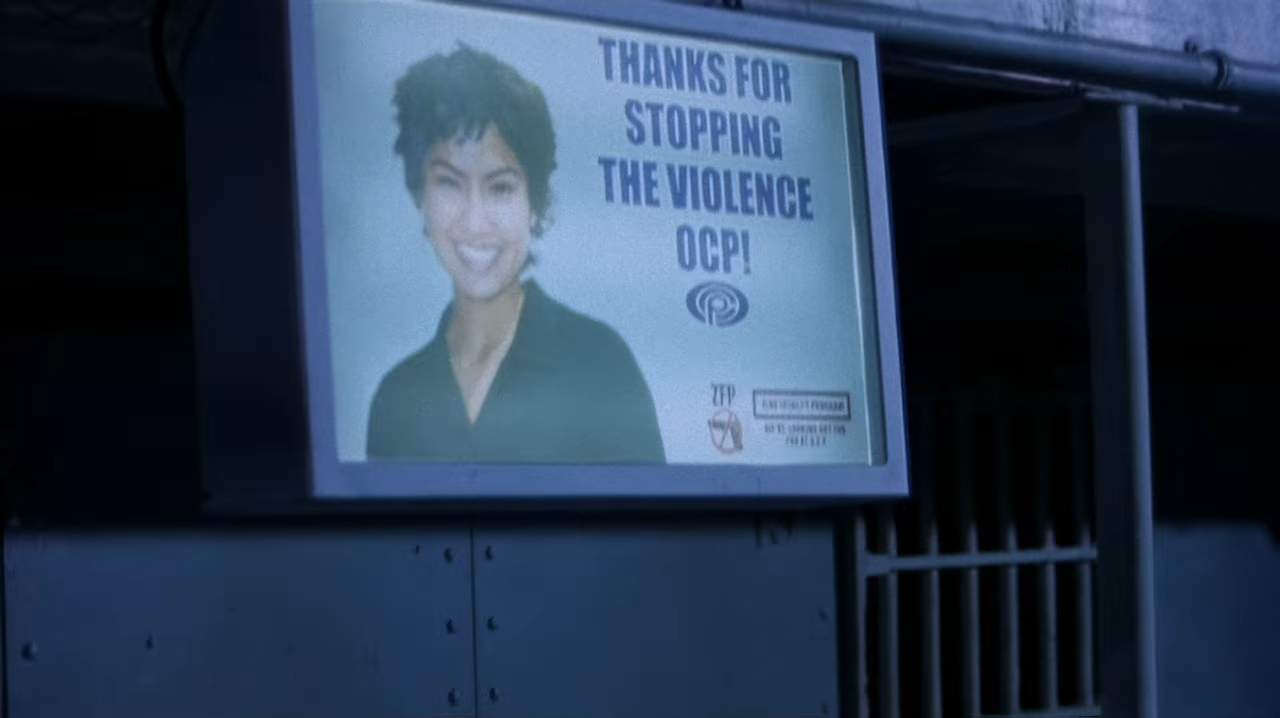 THANKS FOR
STOPPING
THE VIOLENCE
OCP!
ZFP